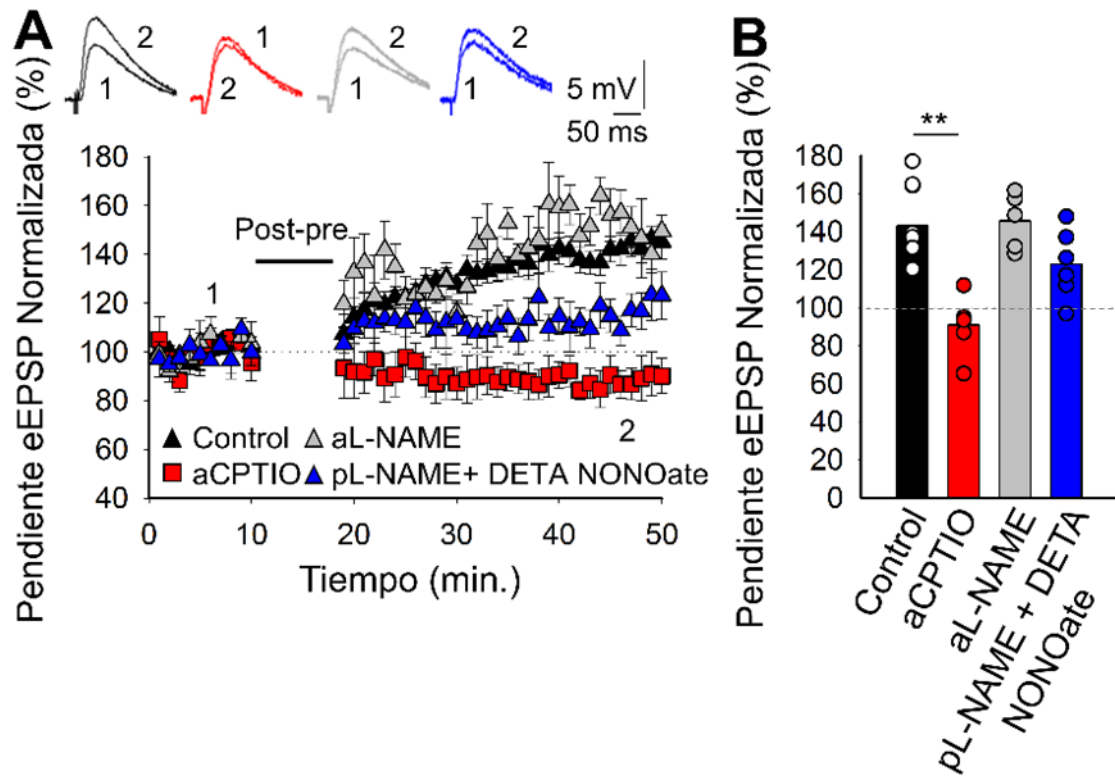 A
2
1
1
2
2
1
2
1
5 mV
50 ms
Pendiente eEPSP Normalizada (%)
180
160
140
120
100
80
60
40
Post-pre
1
2
Control
aL-NAME
aCPTIO
pL-NAME+ DETA NONOate
0
10
20
30
40
50
Tiempo (min.)
B
Pendiente eEPSP Normalizada (%)
**
180
160
140
120
100
80
60
40
20
0
Control
aCPTIO
aL-NAME
pL-NAME + DETA
NONOate